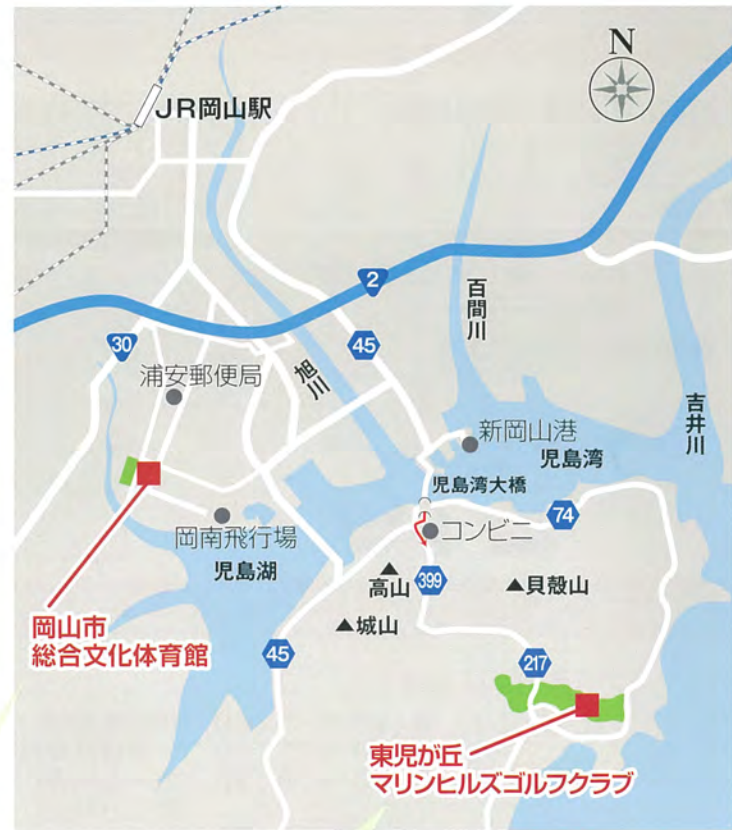 N
JR岡山駅
2
百間川
30
45
旭川
浦安郵便局
吉井川
新岡山港
児島湾
児島湾大橋
74
岡南飛行場
コンビニ
児島湖
高山
399
貝殻山
岡山市
総合文化体育館
城山
45
217
東児が丘
マリンヒルズゴルフクラブ